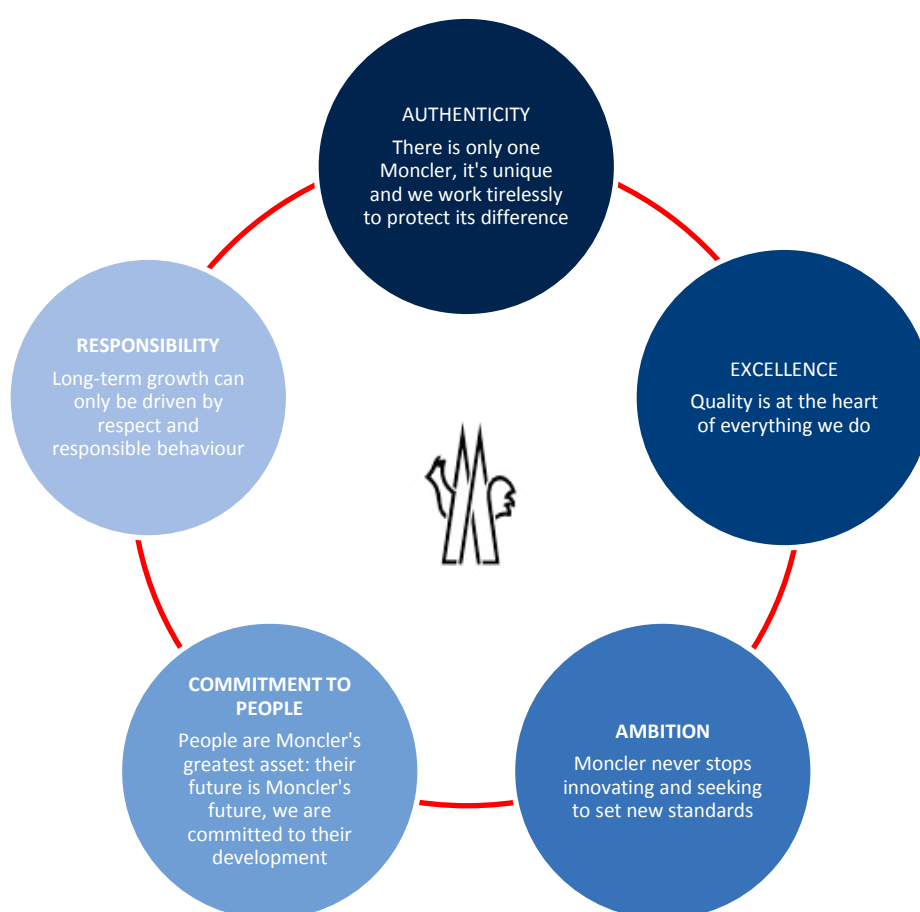 AUTHENTICITY
There is only one
Moncler, it's unique
and we work tirelessly
to protect its difference
EXCELLENCE
Quality is at the heart
of everything we do
AMBITION
Moncler never stops
innovating and seeking
to set new standards
COMMITMENT TO
PEOPLE
People are Moncler's
greatest asset: their
future is Moncler's
future, we are
committed to their
development
RESPONSIBILITY
Long-term growth can
only be driven by
respect and
responsible behaviour